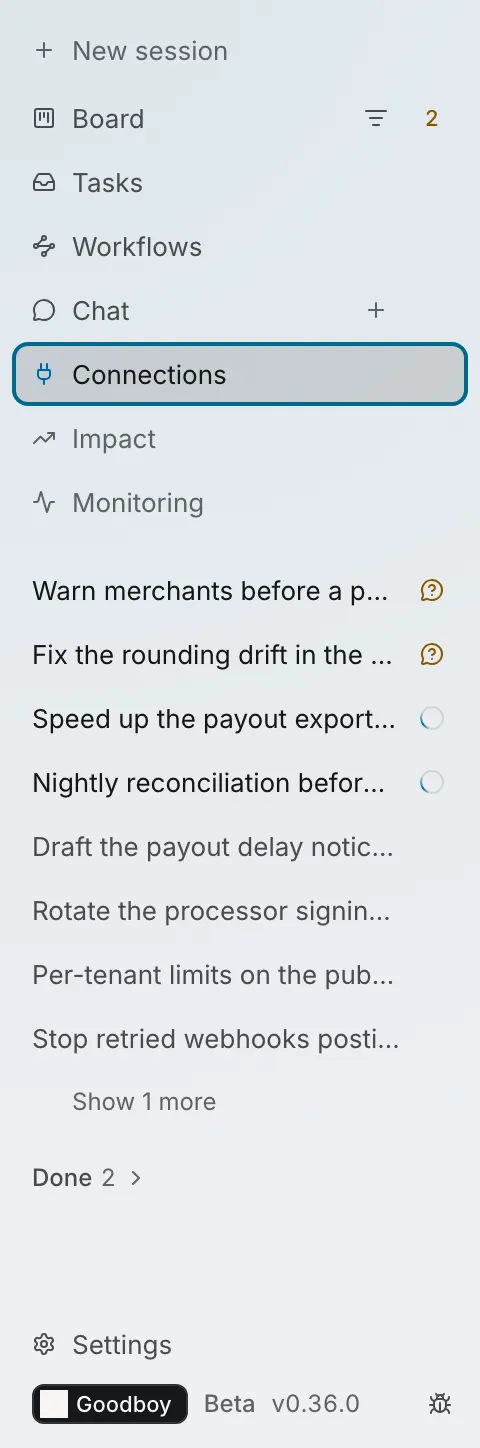 New session
Board 2
Tasks
Workflows
Chat
Connections
Impact
Monitoring
Warn merchants before a p...
Fix the rounding drift in the ...
Speed up the payout export...
Nightly reconciliation befor...
Draft the payout delay notic...
Rotate the processor signin...
Per-tenant limits on the pub...
Stop retried webhooks posti...
Show 1 more
Done 2
Settings
Goodboy Beta v0.36.0